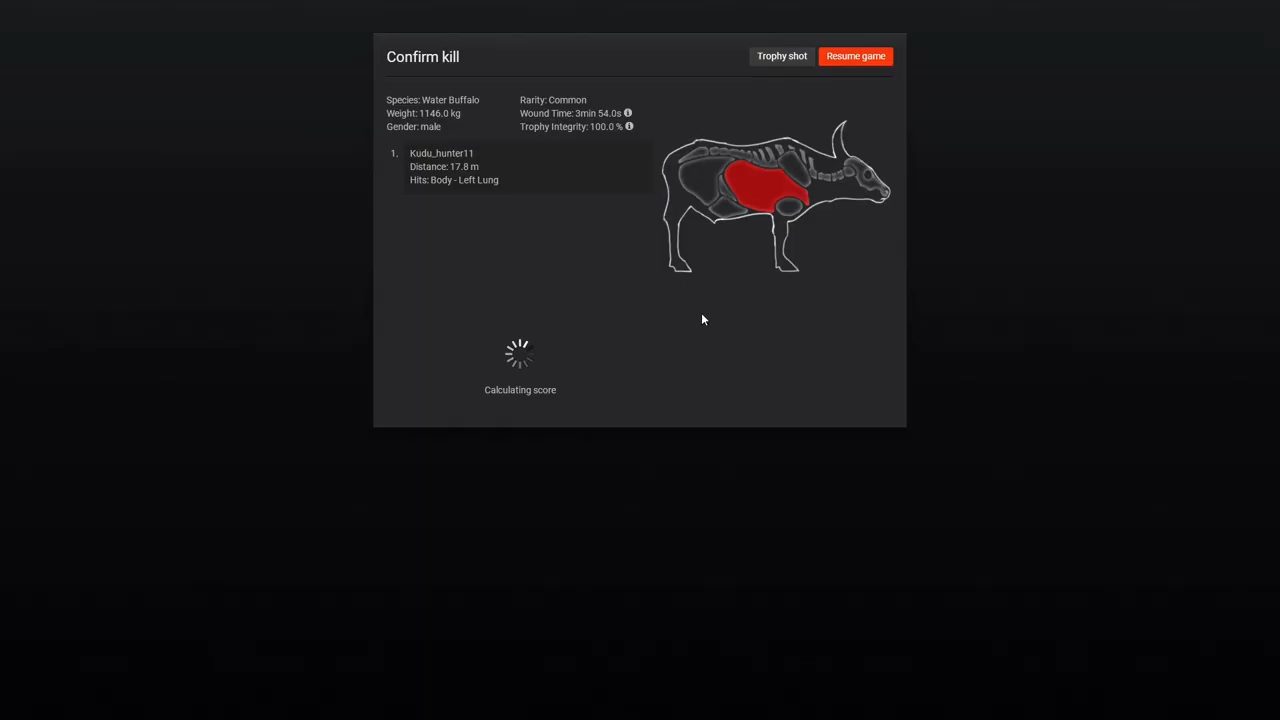 Confirm kill
Trophy shot
Resume game
Species: Water Buffalo
Weight: 1146.0 kg
Gender: male
Rarity: Common
Wound Time: 3min 54.0s
Trophy Integrity: 100.0 %
1.
Kudu_hunter11
Distance: 17.8 m
Hits: Body - Left Lung
Calculating score